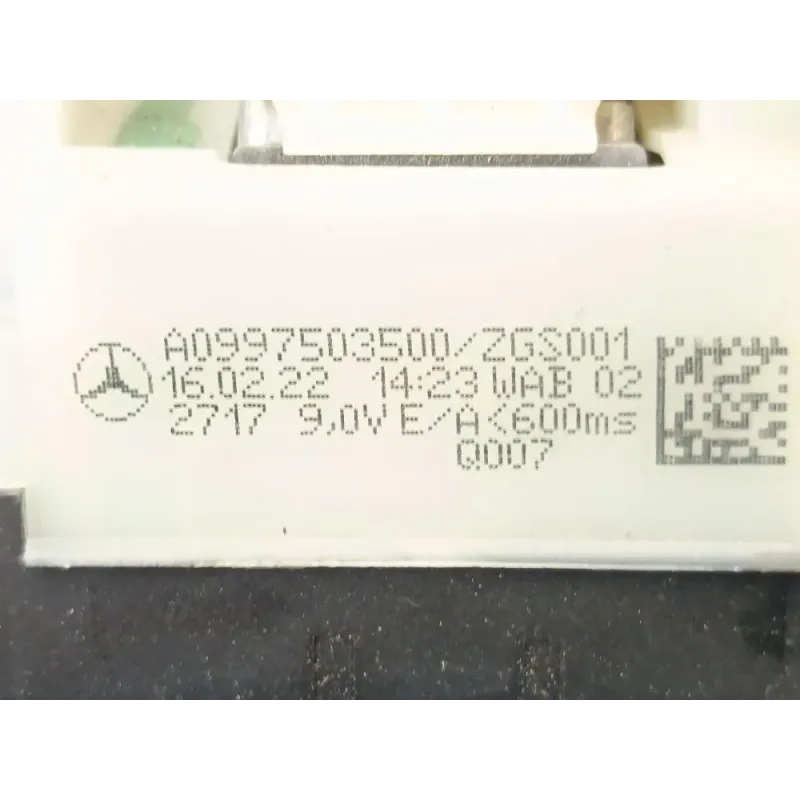 A0997503500/ZGS001
16.02.22 14:23 WAB 02
2717 9,0V E/A<600ms
Q007